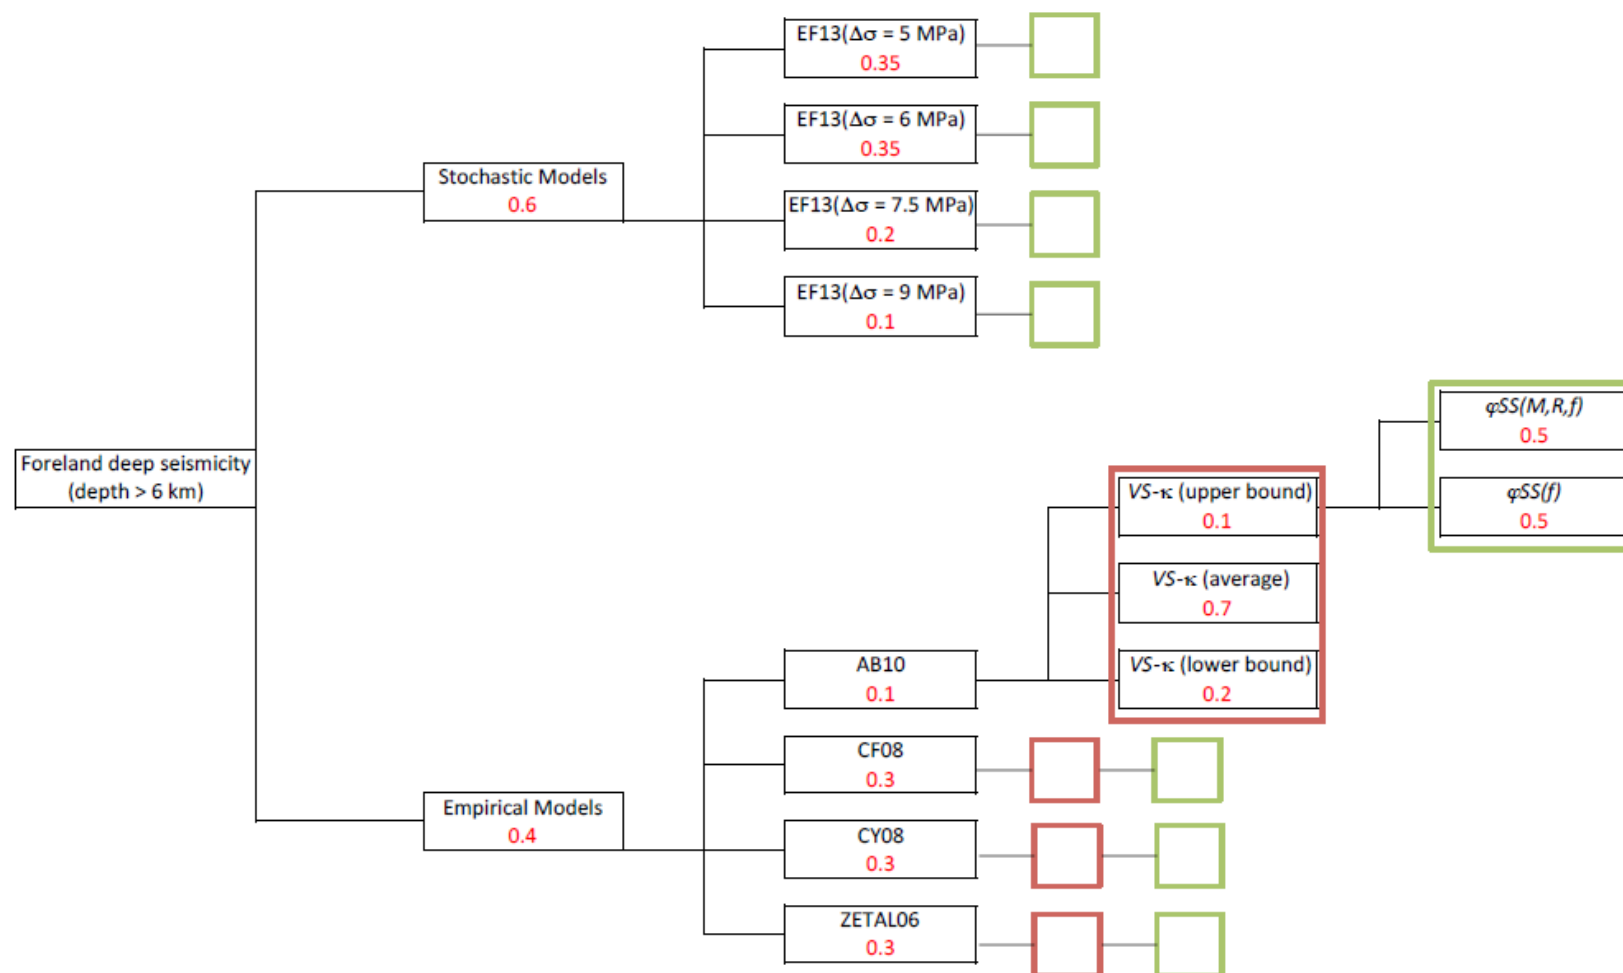 EF13(Δσ = 5 MPa)
0.35
EF13(Δσ = 6 MPa)
0.35
Stochastic Models
0.6
EF13(Δσ = 7.5 MPa)
0.2
EF13(Δσ = 9 MPa)
0.1
φSS(M,R,f)
0.5
Foreland deep seismicity
(depth > 6 km)
VS-κ (upper bound)
0.1
φSS(f)
0.5
VS-κ (average)
0.7
AB10
0.1
VS-κ (lower bound)
0.2
CF08
0.3
Empirical Models
0.4
CY08
0.3
ZETAL06
0.3